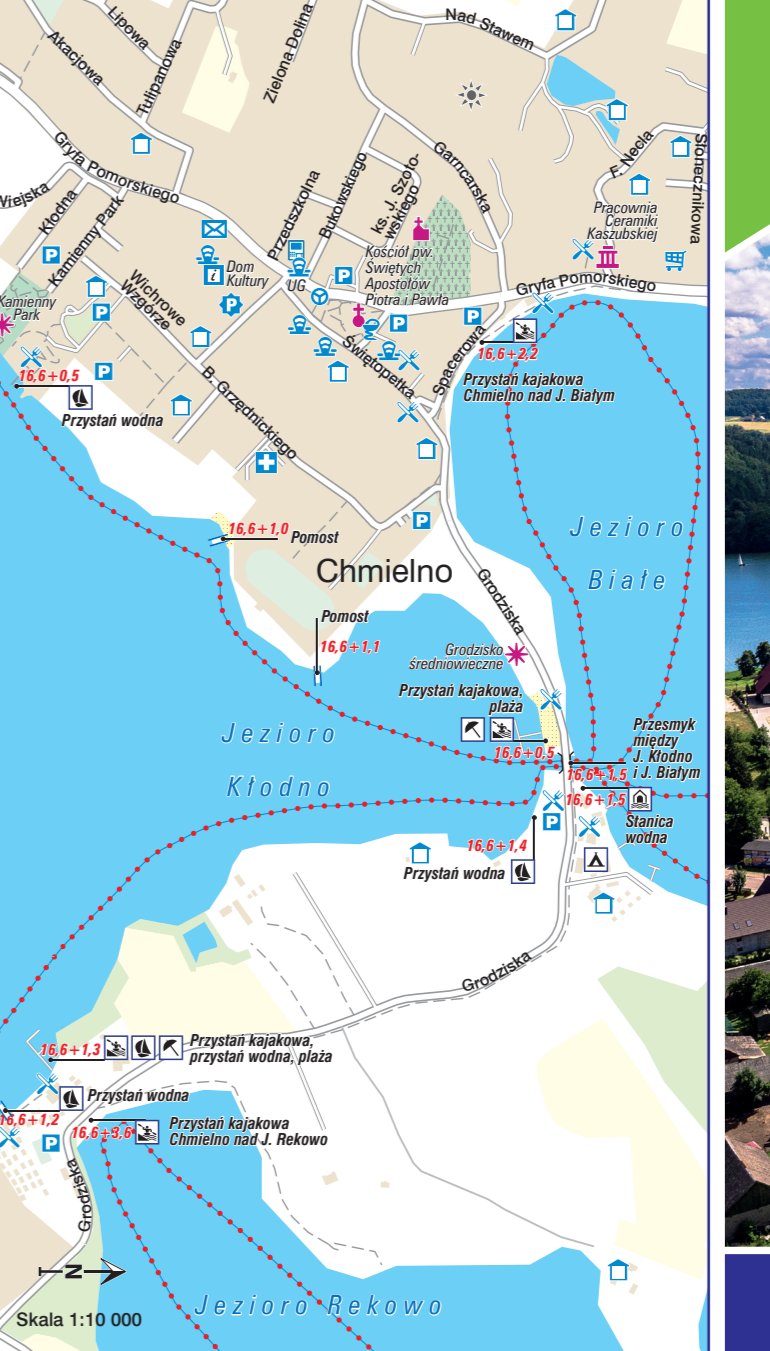 Lipowa
Akacjowa
Tulipanowa
Zielona Dolina
Nad Stawem
Gryfa Pomorskiego
Wiejska
Kłodna
Kamienny Park
Przedszkolna
Bukowskiego
ks. J. Szoło-
wskiego
Garncarska
F. Necla
Słonecznikowa
Pracownia
Ceramiki
Kaszubskiej
Dom
Kultury
UG
Kościół pw.
Świętych
Apostołów
Piotra i Pawła
Gryfa Pomorskiego
Kamienny
Park
Wichrowe
Wzgórze
Świętopełka
Spacerowa
16,6+2,2
Przystań kajakowa
Chmielno nad J. Białym
16,6+0,5
Przystań wodna
B. Grzędnickiego
16,6+1,0
Pomost
Chmielno
Jezioro
Białe
Grodziska
Pomost
16,6+1,1
Grodzisko
średniowieczne
Przystań kajakowa,
plaża
16,6+0,5
Jezioro
Kłodno
Przesmyk
między
J. Kłodno
i J. Białym
16,6+1,5
16,6+1,5
Stanica
wodna
16,6+1,4
Przystań wodna
Grodziska
16,6+1,3
Przystań kajakowa,
przystań wodna, plaża
Przystań wodna
16,6+1,2
16,6+3,6
Przystań kajakowa
Chmielno nad J. Rekowo
Grodziska
N
Skala 1:10 000
Jezioro Rekowo